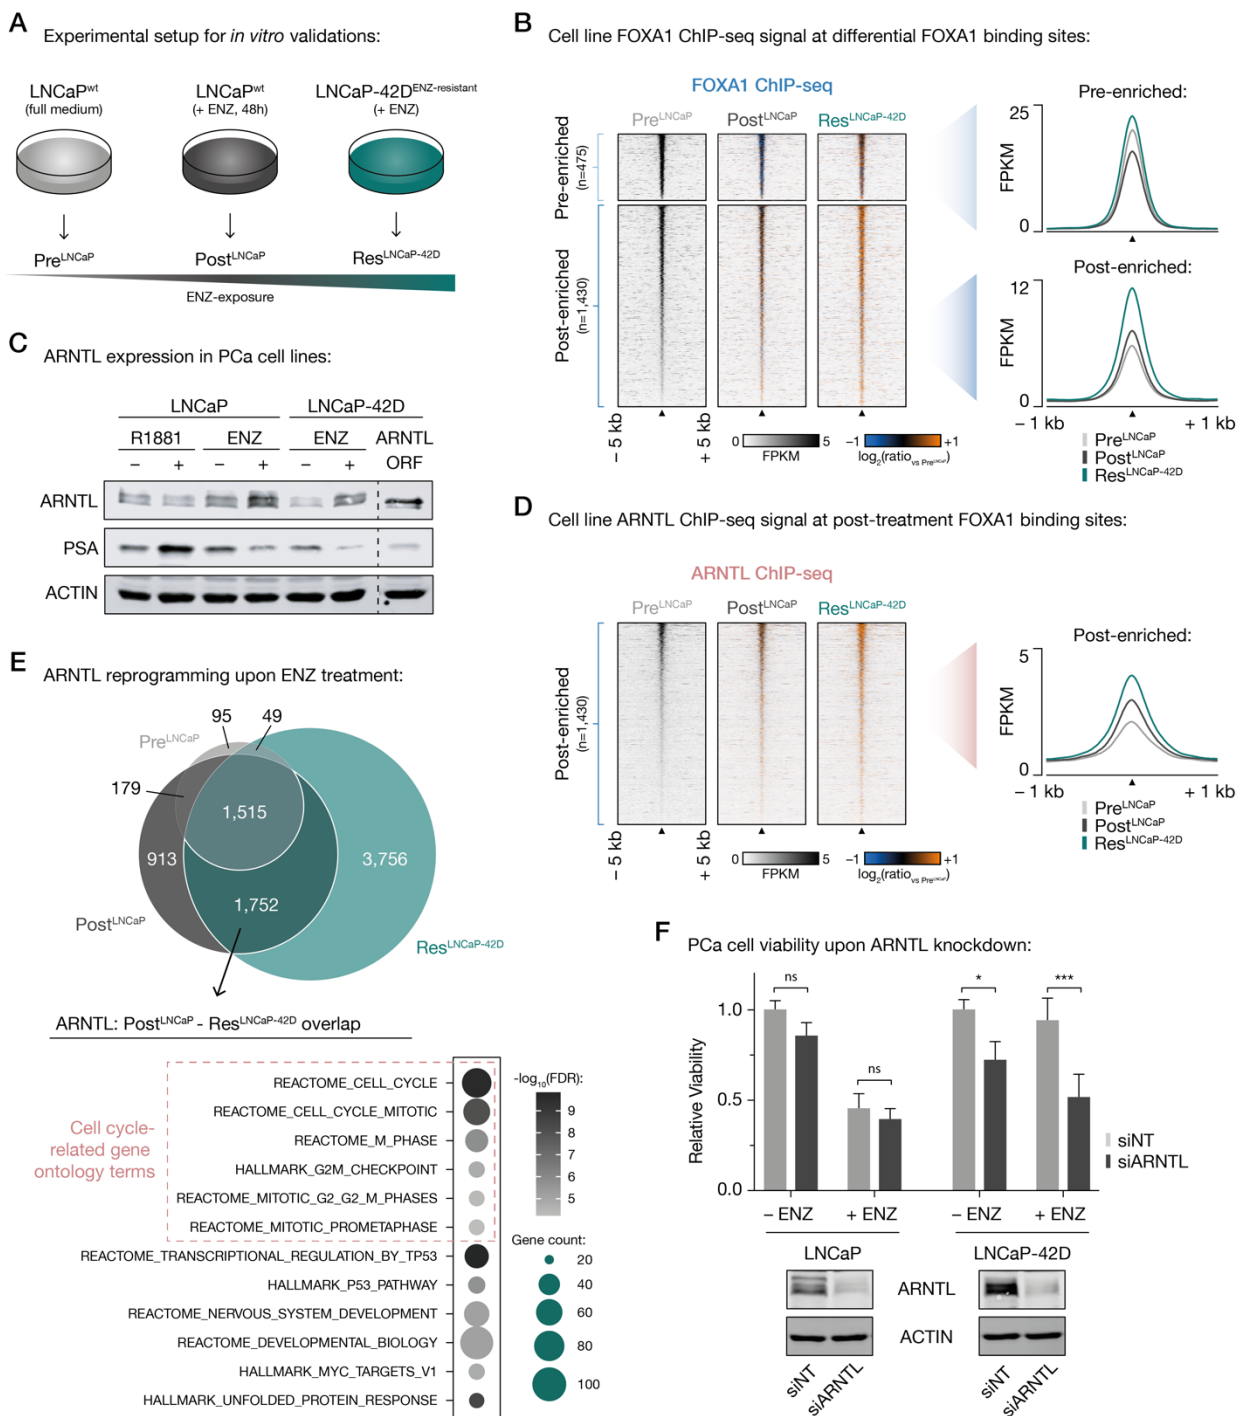 A Experimental setup for in vitro validations:
LNCaPwt
(full medium)
LNCaPwt
(+ ENZ, 48h)
LNCaP-42DENZ-resistant
(+ ENZ)
PreLNCaP
PostLNCaP
ResLNCaP-42D
ENZ-exposure
B Cell line FOXA1 ChIP-seq signal at differential FOXA1 binding sites:
FOXA1 ChIP-seq
PreLNCaP PostLNCaP ResLNCaP-42D
Pre-enriched
(n=475)
Post-enriched
(n=1,430)
– 5 kb
+ 5 kb
0 5
FPKM
–1 +1
log2(ratio vs PreLNCaP)
Pre-enriched:
25
FPKM
0
Post-enriched:
12
FPKM
0
– 1 kb + 1 kb
PreLNCaP
PostLNCaP
ResLNCaP-42D
C ARNTL expression in PCa cell lines:
LNCaP LNCaP-42D
R1881 ENZ ENZ ARNTL
– + – + – + ORF
ARNTL
PSA
ACTIN
D Cell line ARNTL ChIP-seq signal at post-treatment FOXA1 binding sites:
ARNTL ChIP-seq
PreLNCaP PostLNCaP ResLNCaP-42D
Post-enriched
(n=1,430)
– 5 kb
+ 5 kb
0 5
FPKM
–1 +1
log2(ratio vs PreLNCaP)
Post-enriched:
5
FPKM
0
– 1 kb + 1 kb
PreLNCaP
PostLNCaP
ResLNCaP-42D
E ARNTL reprogramming upon ENZ treatment:
95 49
PreLNCaP
179
1,515
913
3,756
1,752
PostLNCaP
ResLNCaP-42D
ARNTL: PostLNCaP - ResLNCaP-42D overlap
Cell cycle-
related gene
ontology terms
REACTOME_CELL_CYCLE
REACTOME_CELL_CYCLE_MITOTIC
REACTOME_M_PHASE
HALLMARK_G2M_CHECKPOINT
REACTOME_MITOTIC_G2_G2_M_PHASES
REACTOME_MITOTIC_PROMETAPHASE
REACTOME_TRANSCRIPTIONAL_REGULATION_BY_TP53
HALLMARK_P53_PATHWAY
REACTOME_NERVOUS_SYSTEM_DEVELOPMENT
REACTOME_DEVELOPMENTAL_BIOLOGY
HALLMARK_MYC_TARGETS_V1
HALLMARK_UNFOLDED_PROTEIN_RESPONSE
-log10(FDR):
9
8
7
6
5
Gene count:
20
40
60
80
100
F PCa cell viability upon ARNTL knockdown:
ns
ns
*
***
Relative Viability
1.0
0.5
0.0
siNT
siARNTL
– ENZ + ENZ – ENZ + ENZ
LNCaP LNCaP-42D
ARNTL
ACTIN
siNT
siARNTL
siNT
siARNTL